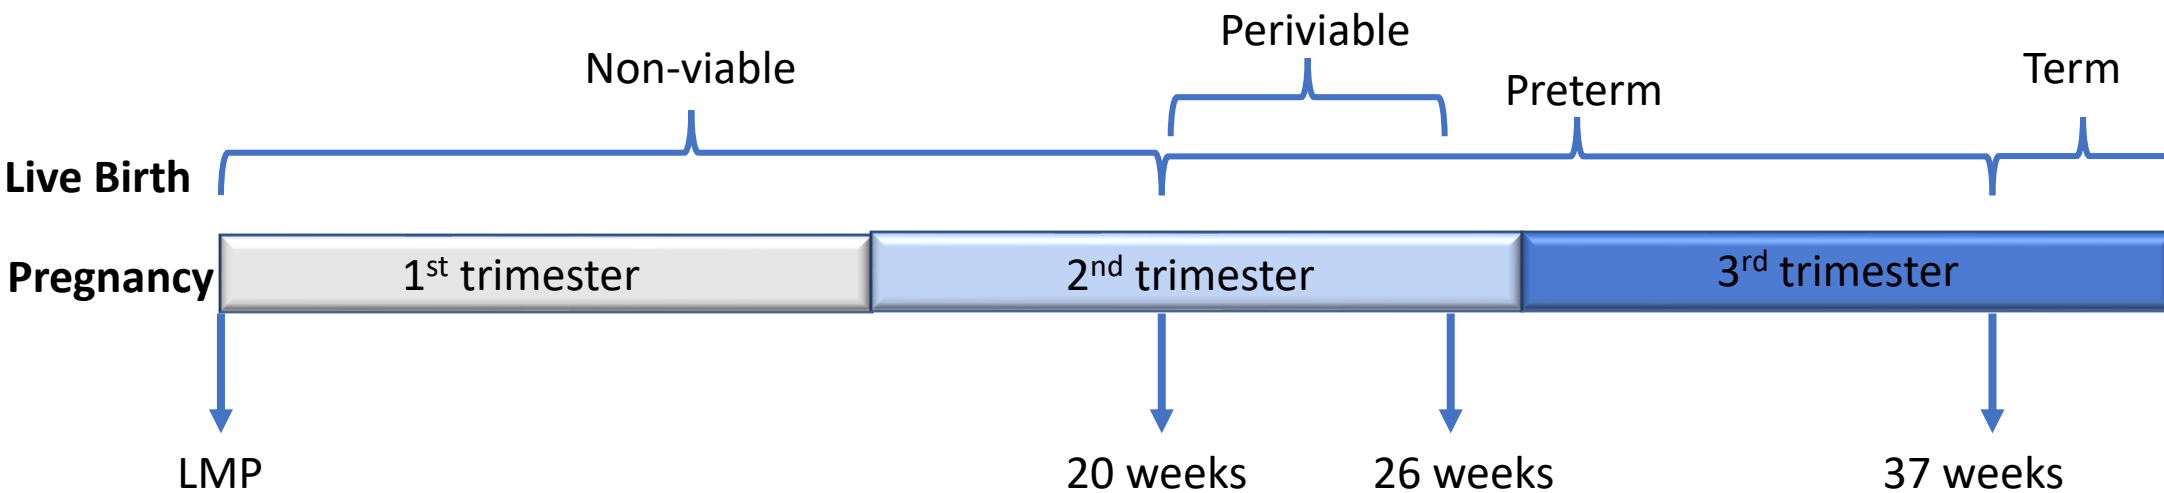 Periviable
Non-viable
Term
Preterm
Live Birth
Pregnancy
1st trimester
2nd trimester
3rd trimester
LMP
20 weeks
26 weeks
37 weeks